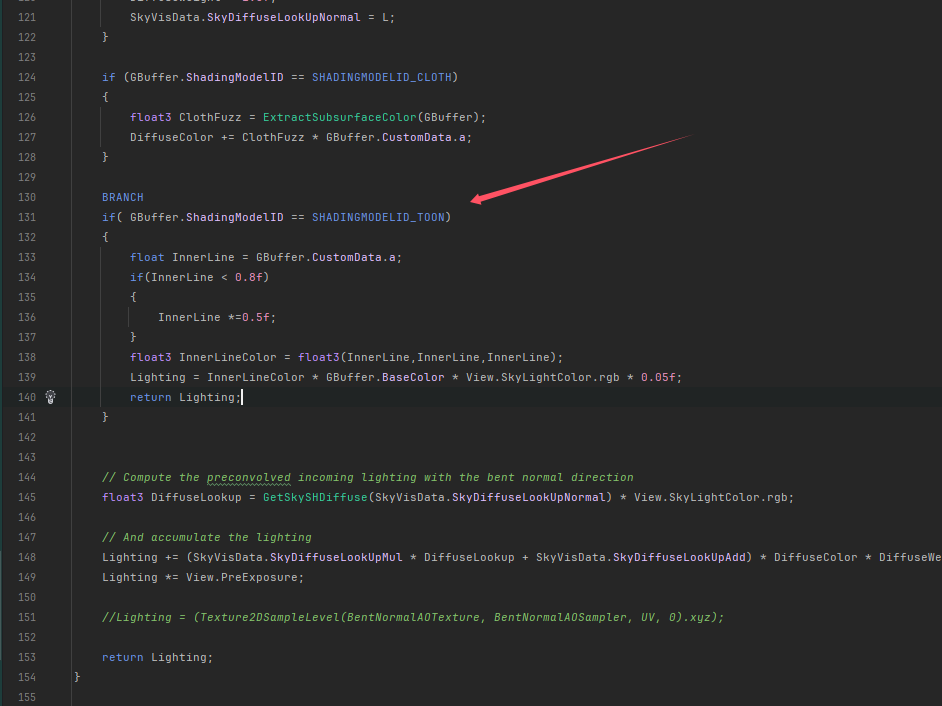 121 SkyVisData.SkyDiffuseLookUpNormal = L;
122 }
123
124 if (GBuffer.ShadingModelID == SHADINGMODELID_CLOTH)
125 {
126 float3 ClothFuzz = ExtractSubsurfaceColor(GBuffer);
127 DiffuseColor += ClothFuzz * GBuffer.CustomData.a;
128 }
129
130 BRANCH
131 if( GBuffer.ShadingModelID == SHADINGMODELID_TOON)
132 {
133 float InnerLine = GBuffer.CustomData.a;
134 if(InnerLine < 0.8f)
135 {
136 InnerLine *=0.5f;
137 }
138 float3 InnerLineColor = float3(InnerLine,InnerLine,InnerLine);
139 Lighting = InnerLineColor * GBuffer.BaseColor * View.SkyLightColor.rgb * 0.05f;
140 return Lighting;
141 }
142
143
144 // Compute the preconvolved incoming lighting with the bent normal direction
145 float3 DiffuseLookup = GetSkySHDiffuse(SkyVisData.SkyDiffuseLookUpNormal) * View.SkyLightColor.rgb;
146
147 // And accumulate the lighting
148 Lighting += (SkyVisData.SkyDiffuseLookUpMul * DiffuseLookup + SkyVisData.SkyDiffuseLookUpAdd) * DiffuseColor * DiffuseWe
149 Lighting *= View.PreExposure;
150
151 //Lighting = (Texture2DSampleLevel(BentNormalAOTexture, BentNormalAOSampler, UV, 0).xyz);
152
153 return Lighting;
154 }
155